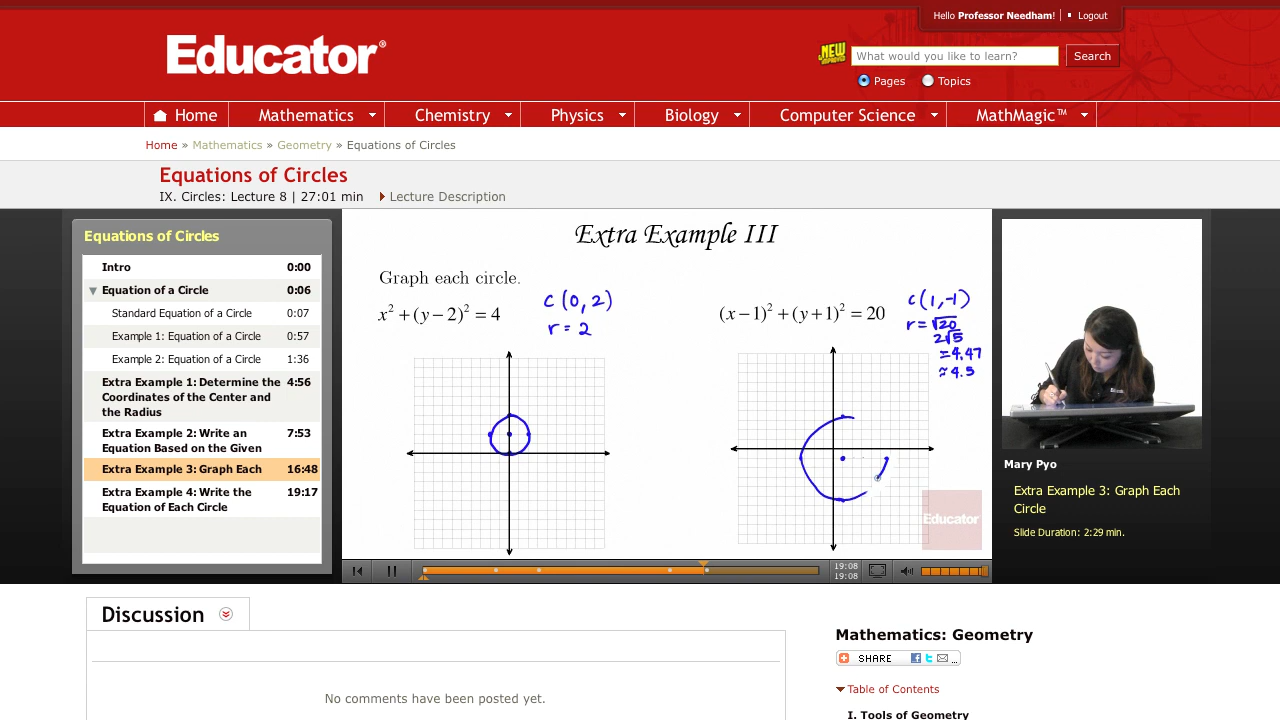 Hello Professor Needham!
Logout
Educator®
NEW
What would you like to learn?
Search
Pages
Topics
Home
Mathematics
Chemistry
Physics
Biology
Computer Science
MathMagic™
Home » Mathematics » Geometry » Equations of Circles
Equations of Circles
IX. Circles: Lecture 8 | 27:01 min
Lecture Description
Equations of Circles
Intro 0:00
Equation of a Circle 0:06
Standard Equation of a Circle 0:07
Example 1: Equation of a Circle 0:57
Example 2: Equation of a Circle 1:36
Extra Example 1: Determine the 4:56
Coordinates of the Center and
the Radius
Extra Example 2: Write an 7:53
Equation Based on the Given
Extra Example 3: Graph Each 16:48
Extra Example 4: Write the 19:17
Equation of Each Circle
Extra Example III
Graph each circle.
x² + (y − 2)² = 4
C (0, 2)
r = 2
(x − 1)² + (y + 1)² = 20
C (1, -1)
r = √20
2√5
= 4.47
≈ 4.5
Educator
19:08
19:08
Mary Pyo
Extra Example 3: Graph Each
Circle
Slide Duration: 2:29 min.
Discussion
No comments have been posted yet.
Mathematics: Geometry
SHARE
...
Table of Contents
I. Tools of Geometry